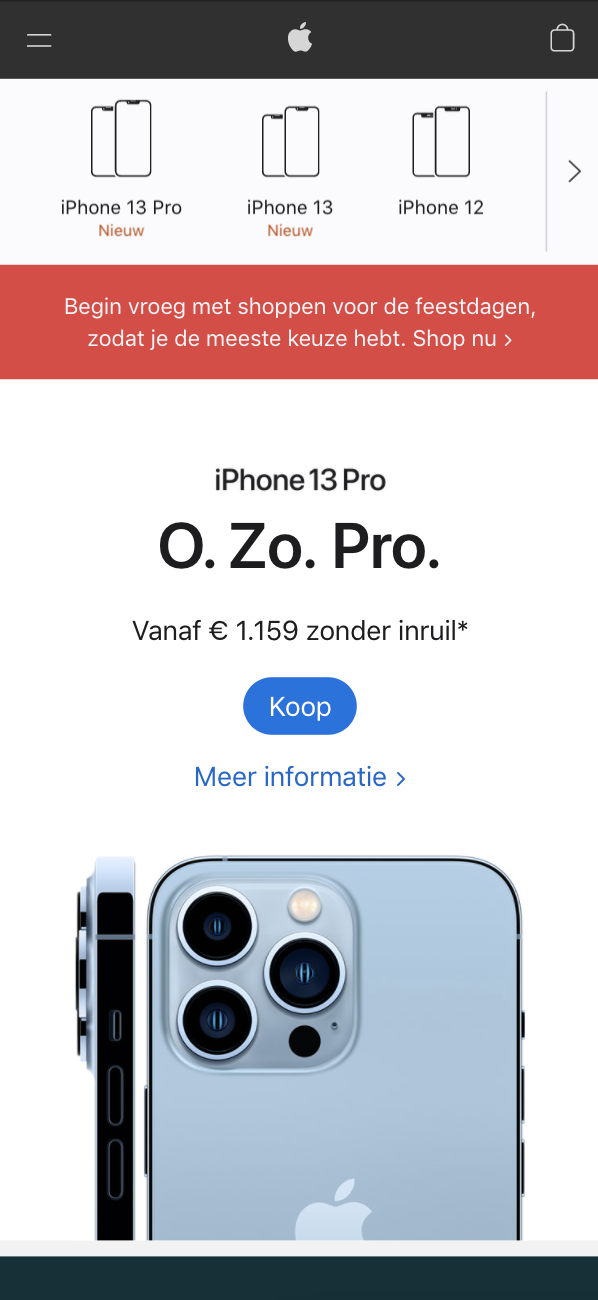 iPhone 13 Pro
Nieuw
iPhone 13
Nieuw
iPhone 12
Begin vroeg met shoppen voor de feestdagen,
zodat je de meeste keuze hebt. Shop nu >
iPhone 13 Pro
O. Zo. Pro.
Vanaf € 1.159 zonder inruil*
Koop
Meer informatie >